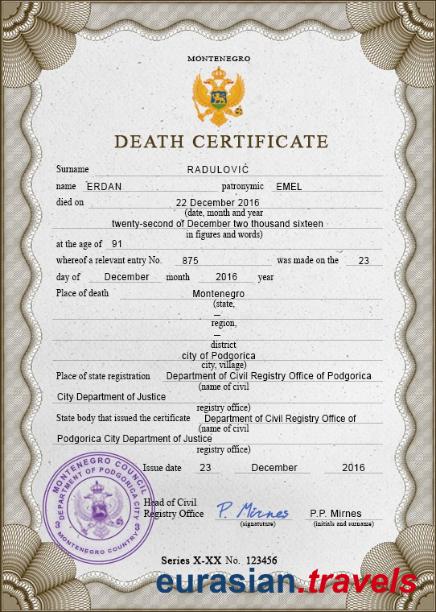 MONTENEGRO
DEATH CERTIFICATE
Surname RADULOVIĆ
name ERDAN patronymic EMEL
died on 22 December 2016
(date, month and year
twenty-second of December two thousand sixteen
in figures and words)
at the age of 91
whereof a relevant entry No. 875 was made on the 23
day of December month 2016 year
Place of death Montenegro
(state,
—
region,
—
district
city of Podgorica
city, village)
Place of state registration Department of Civil Registry Office of Podgorica
(name of civil
City Department of Justice
registry office)
State body that issued the certificate Department of Civil Registry Office of
(name of civil
Podgorica City Department of Justice
registry office)
Issue date 23 December 2016
MONTENEGRO COUNCIL
DEPARTMENT OF PODGORICA CITY
3 3
MONTENEGRO COUNTRY
Head of Civil
Registry Office P. Mirnes P.P. Mirnes
(signature) (initials and surname)
Series X-XX No. 123456
eurasian.travels